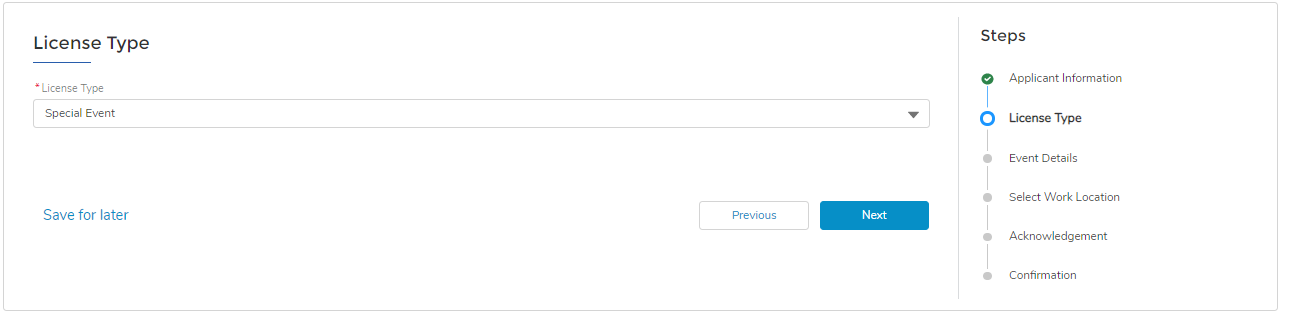 License Type
* License Type
Special Event
Save for later
Previous
Next
Steps
Applicant Information
License Type
Event Details
Select Work Location
Acknowledgement
Confirmation